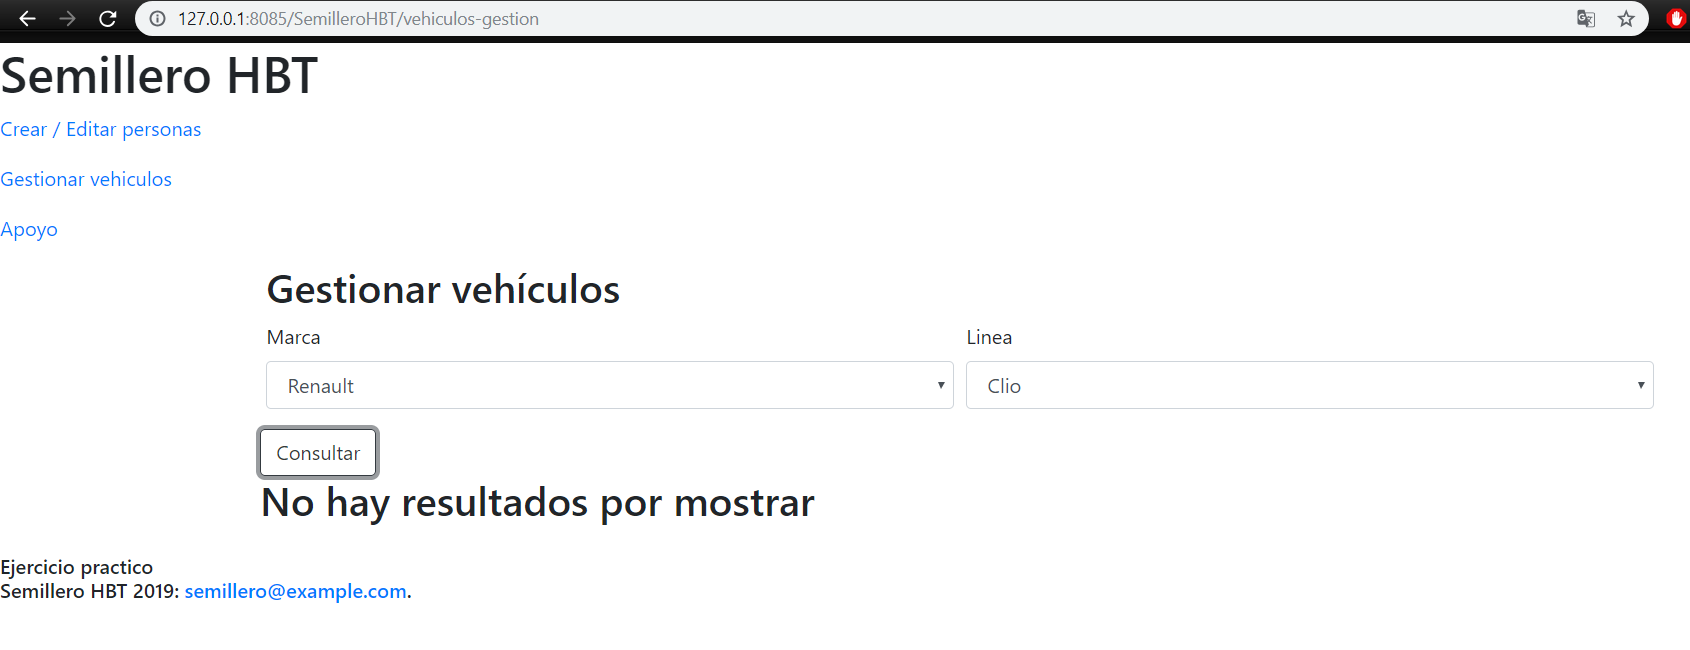 127.0.0.1:8085/SemilleroHBT/vehiculos-gestion
Semillero HBT
Crear / Editar personas
Gestionar vehiculos
Apoyo
Gestionar vehículos
Marca Linea
Renault Clio
Consultar
No hay resultados por mostrar
Ejercicio practico
Semillero HBT 2019: semillero@example.com.